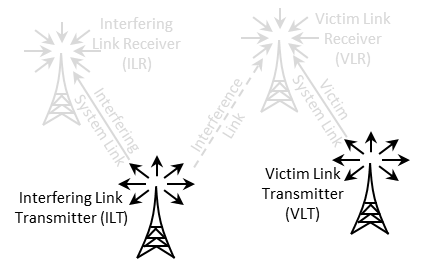 Interfering
Link Receiver
(ILR)
Victim Link
Receiver
(VLR)
Interfering
System Link
Interference
Link
Victim
System Link
Interfering Link
Transmitter (ILT)
Victim Link
Transmitter
(VLT)